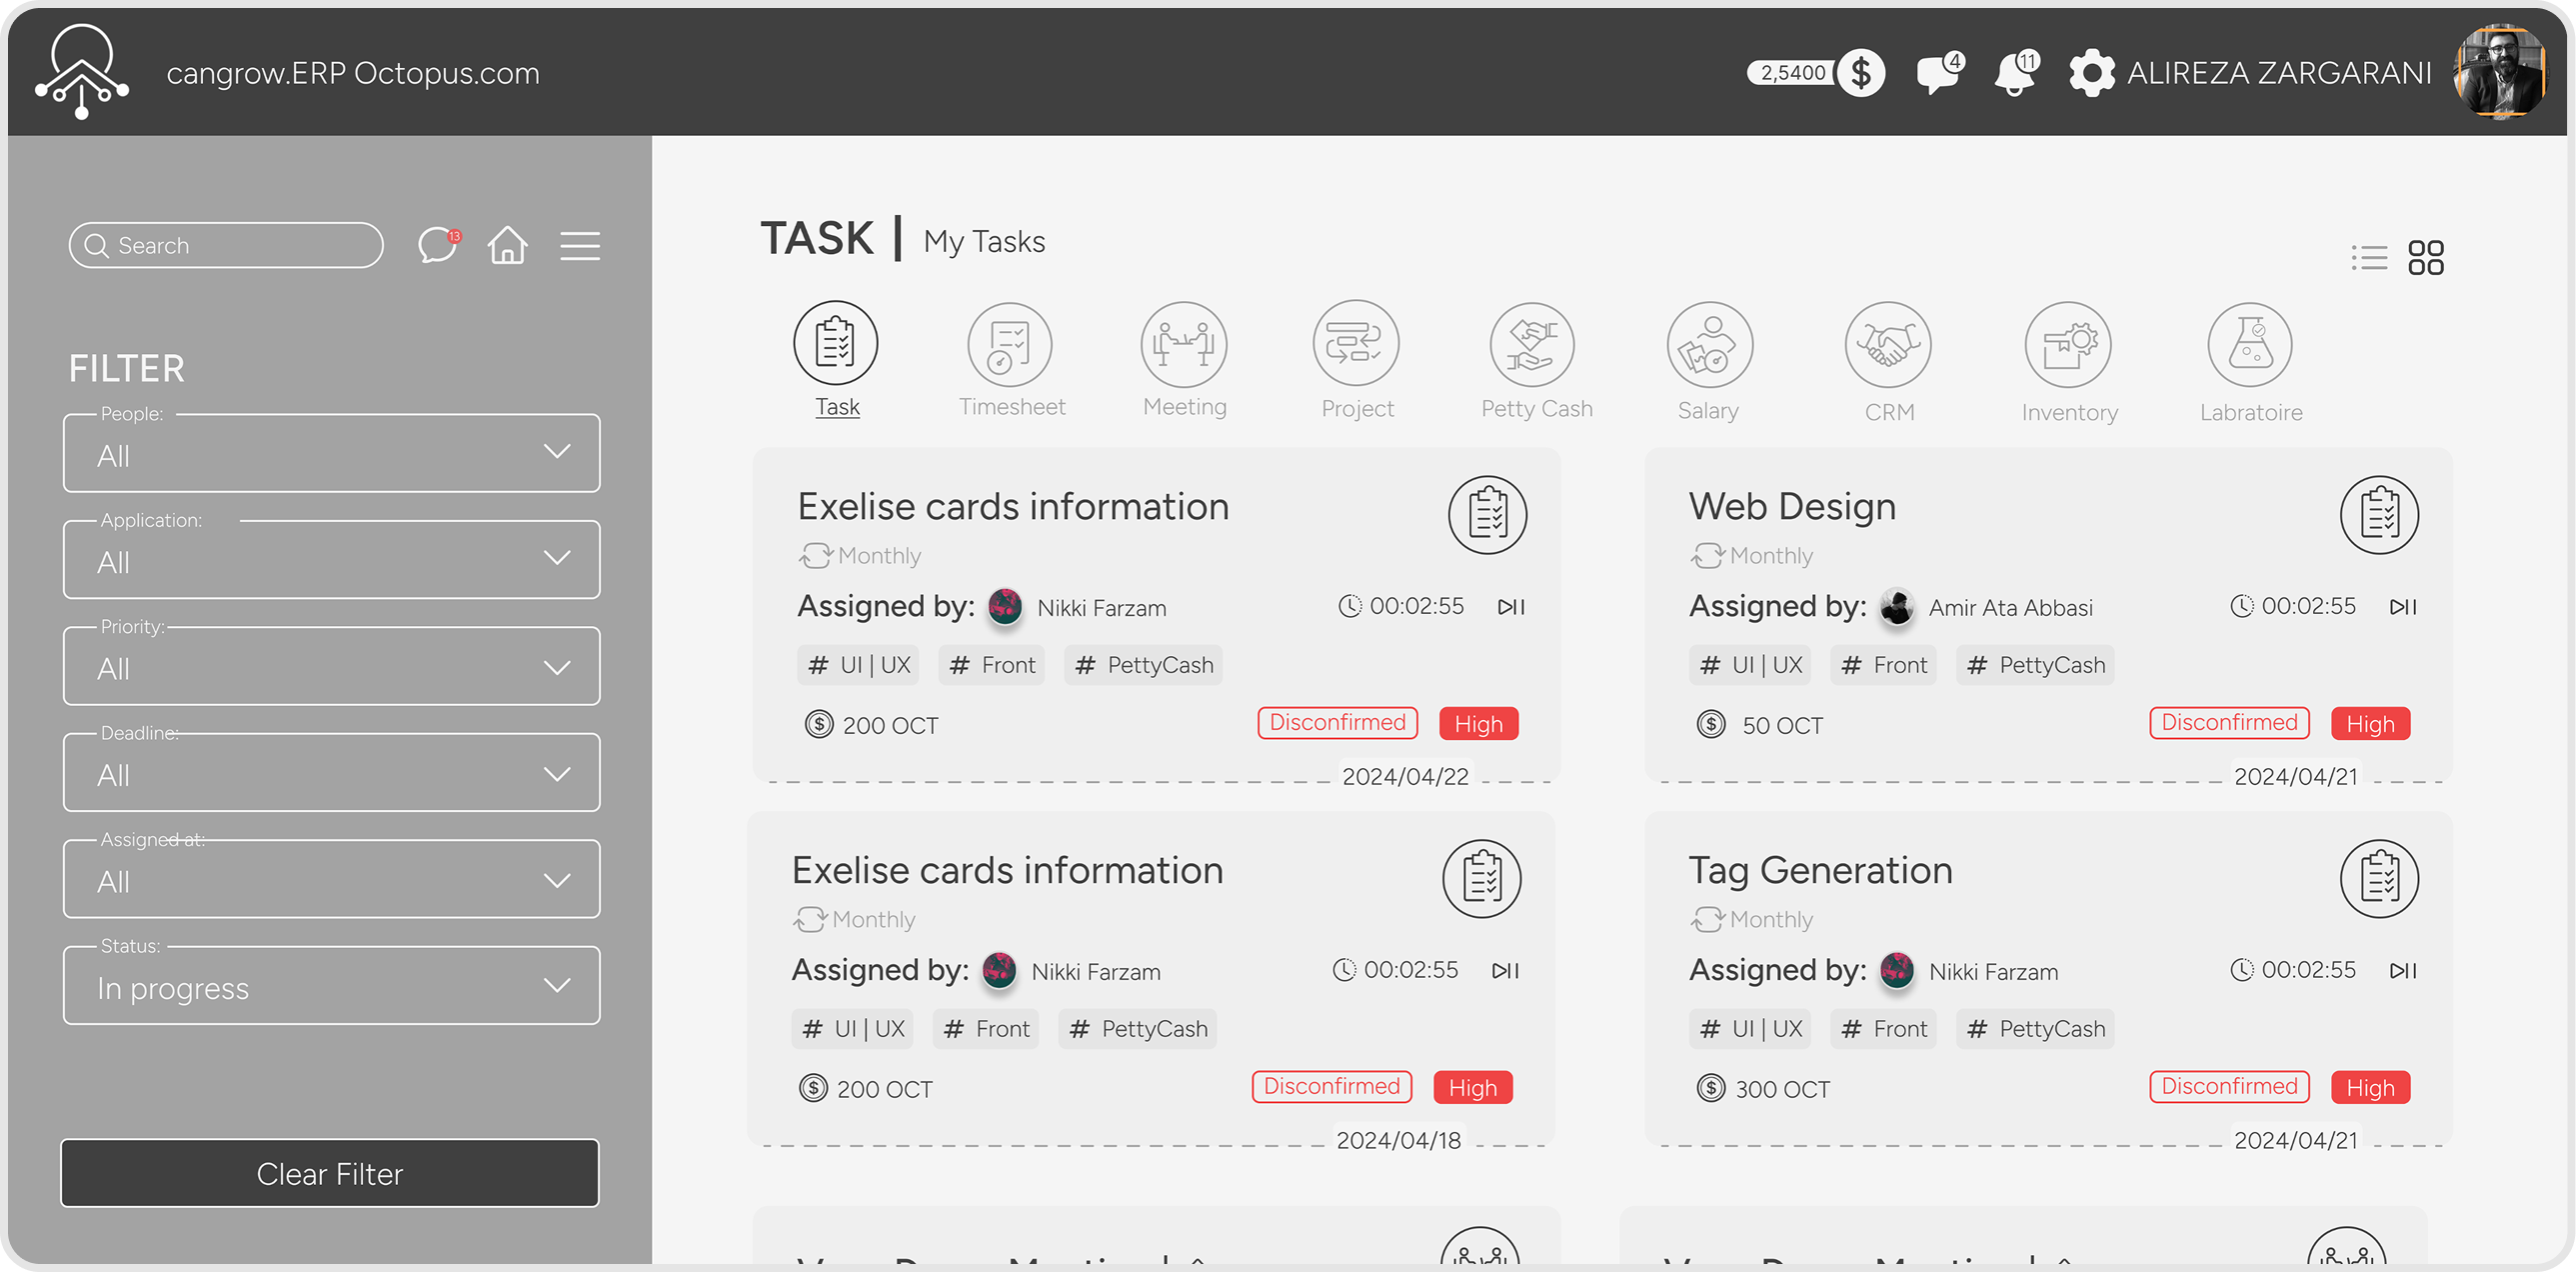 cangrow.ERP Octopus.com
2,5400
4
11
ALIREZA ZARGARANI
Search
13
FILTER
People:
All
Application:
All
Priority:
All
Deadline:
All
Assigned at:
All
Status:
In progress
Clear Filter
TASK | My Tasks
Task
Timesheet
Meeting
Project
Petty Cash
Salary
CRM
Inventory
Labratoire
Exelise cards information
Monthly
Assigned by: Nikki Farzam
00:02:55
# UI | UX # Front # PettyCash
200 OCT
Disconfirmed High
2024/04/22
Web Design
Monthly
Assigned by: Amir Ata Abbasi
00:02:55
# UI | UX # Front # PettyCash
50 OCT
Disconfirmed High
2024/04/21
Exelise cards information
Monthly
Assigned by: Nikki Farzam
00:02:55
# UI | UX # Front # PettyCash
200 OCT
Disconfirmed High
2024/04/18
Tag Generation
Monthly
Assigned by: Nikki Farzam
00:02:55
# UI | UX # Front # PettyCash
300 OCT
Disconfirmed High
2024/04/21